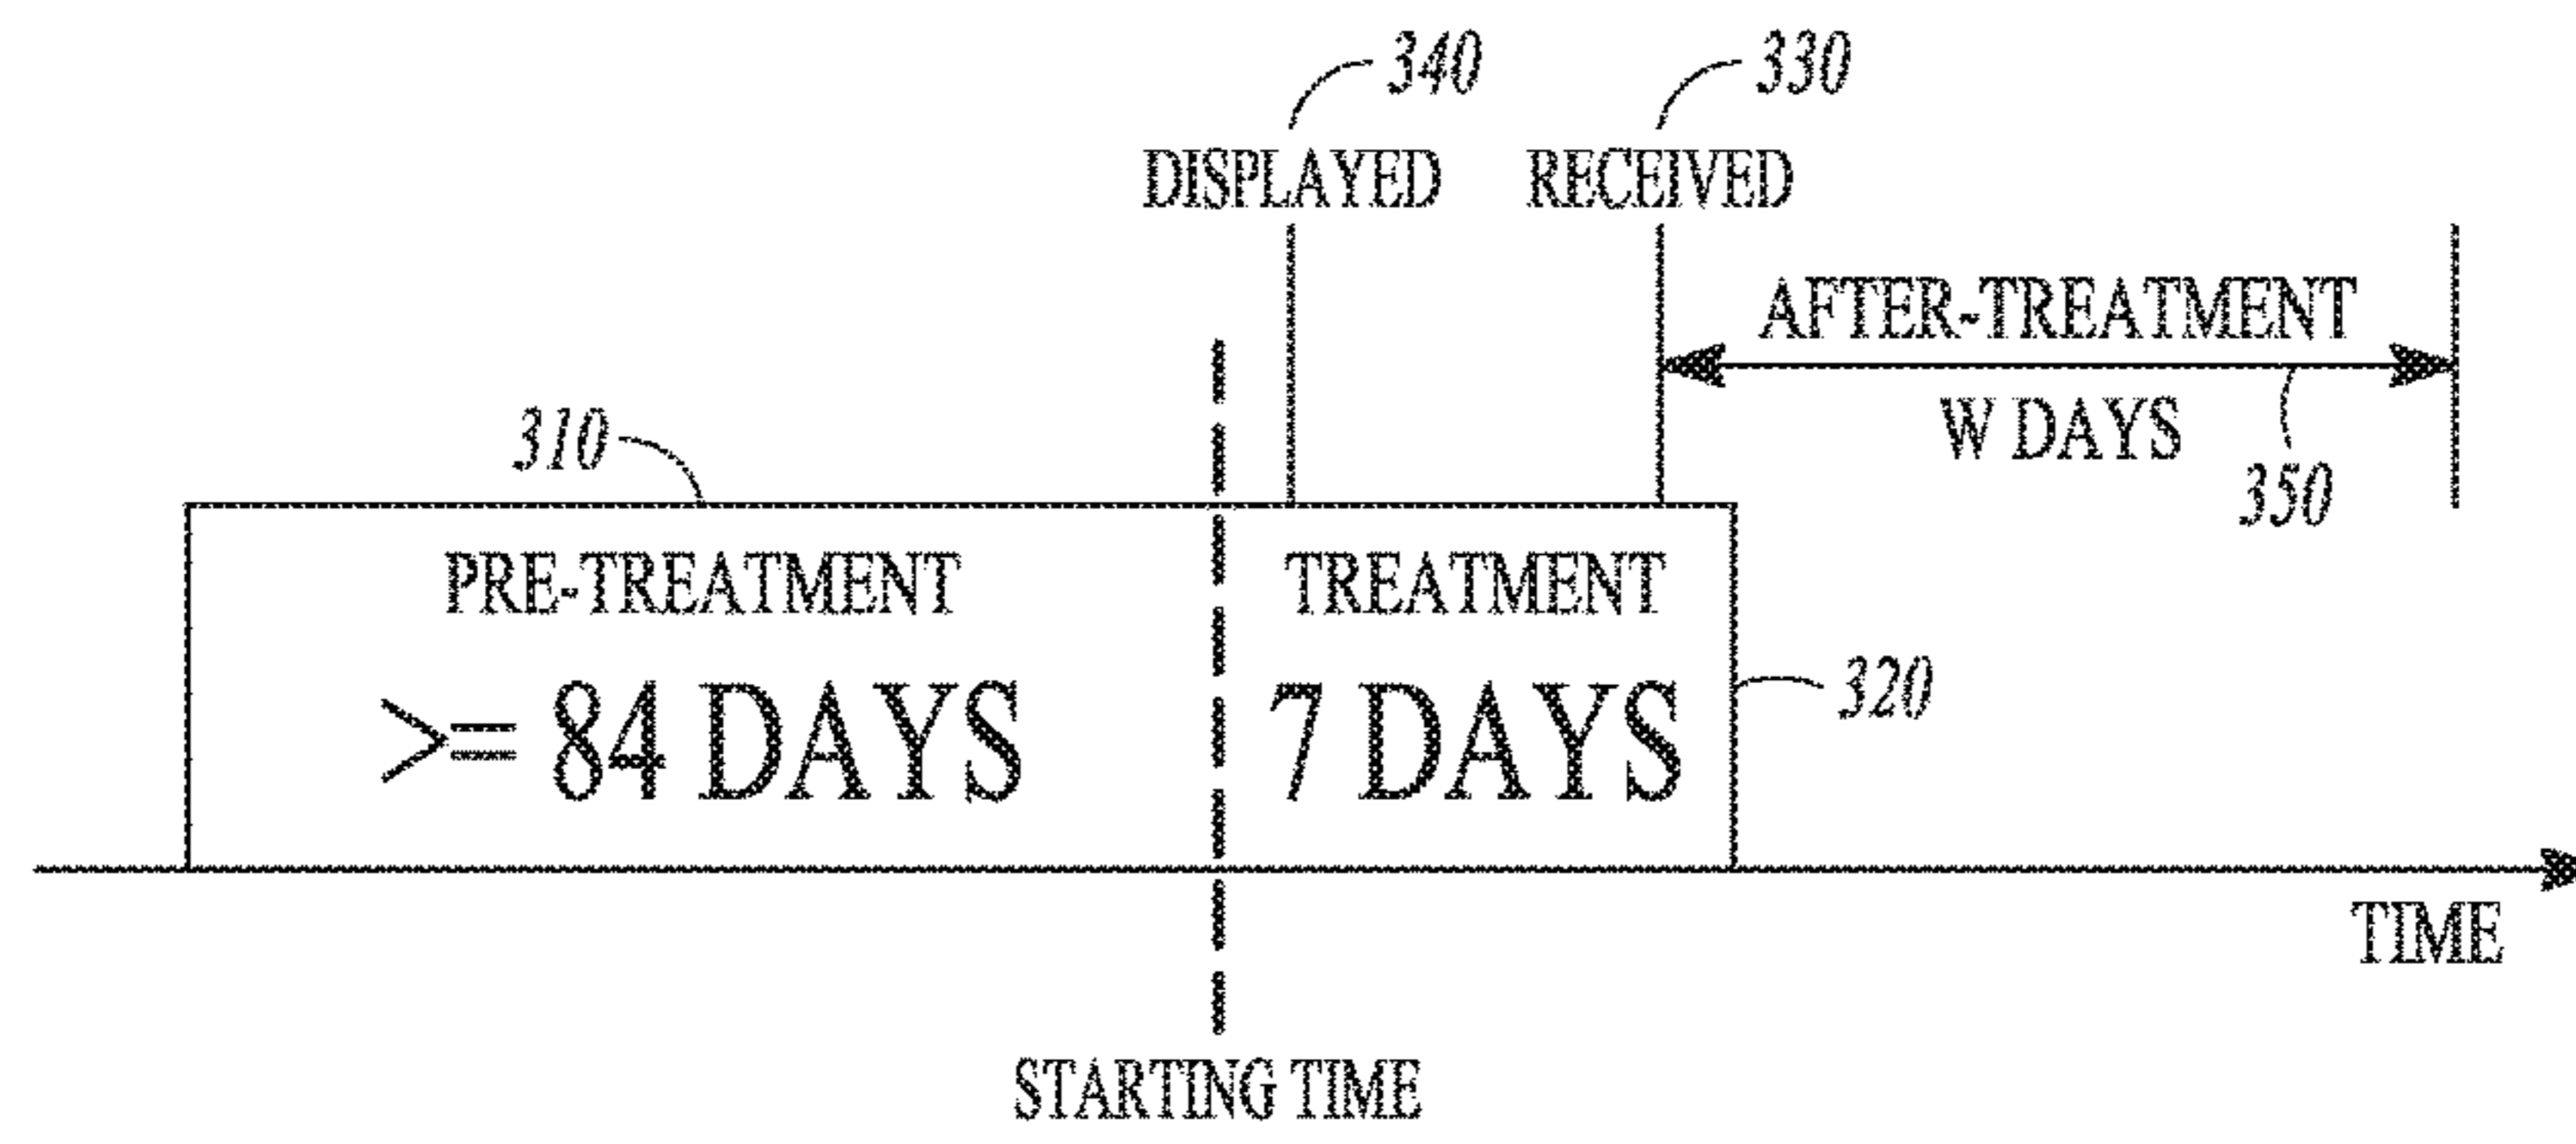 340
330
DISPLAYED
RECEIVED
AFTER-TREATMENT
W DAYS
350
310
PRE-TREATMENT
TREATMENT
>= 84 DAYS
7 DAYS
320
TIME
STARTING TIME